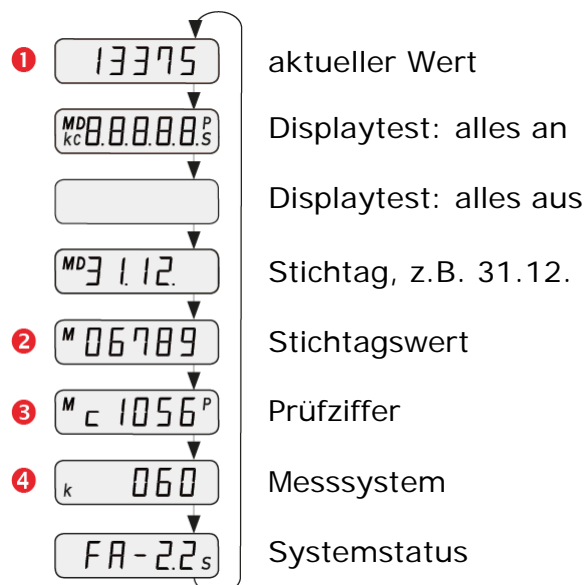 1 13375 aktueller Wert
MD kc 8.8.8.8.8. P S Displaytest: alles an
Displaytest: alles aus
MD 31.12. Stichtag, z.B. 31.12.
2 M 06789 Stichtagswert
3 M c 1056 P Prüfziffer
4 k 060 Messsystem
FA-2.2 s Systemstatus